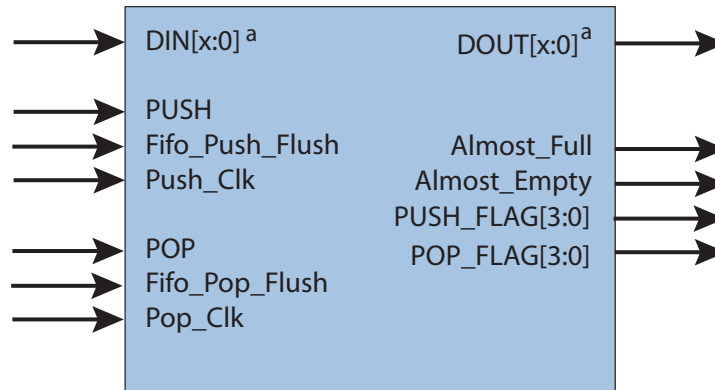 DIN[x:0] a
DOUT[x:0] a
PUSH
Fifo_Push_Flush
Almost_Full
Push_Clk
Almost_Empty
PUSH_FLAG[3:0]
POP
POP_FLAG[3:0]
Fifo_Pop_Flush
Pop_Clk